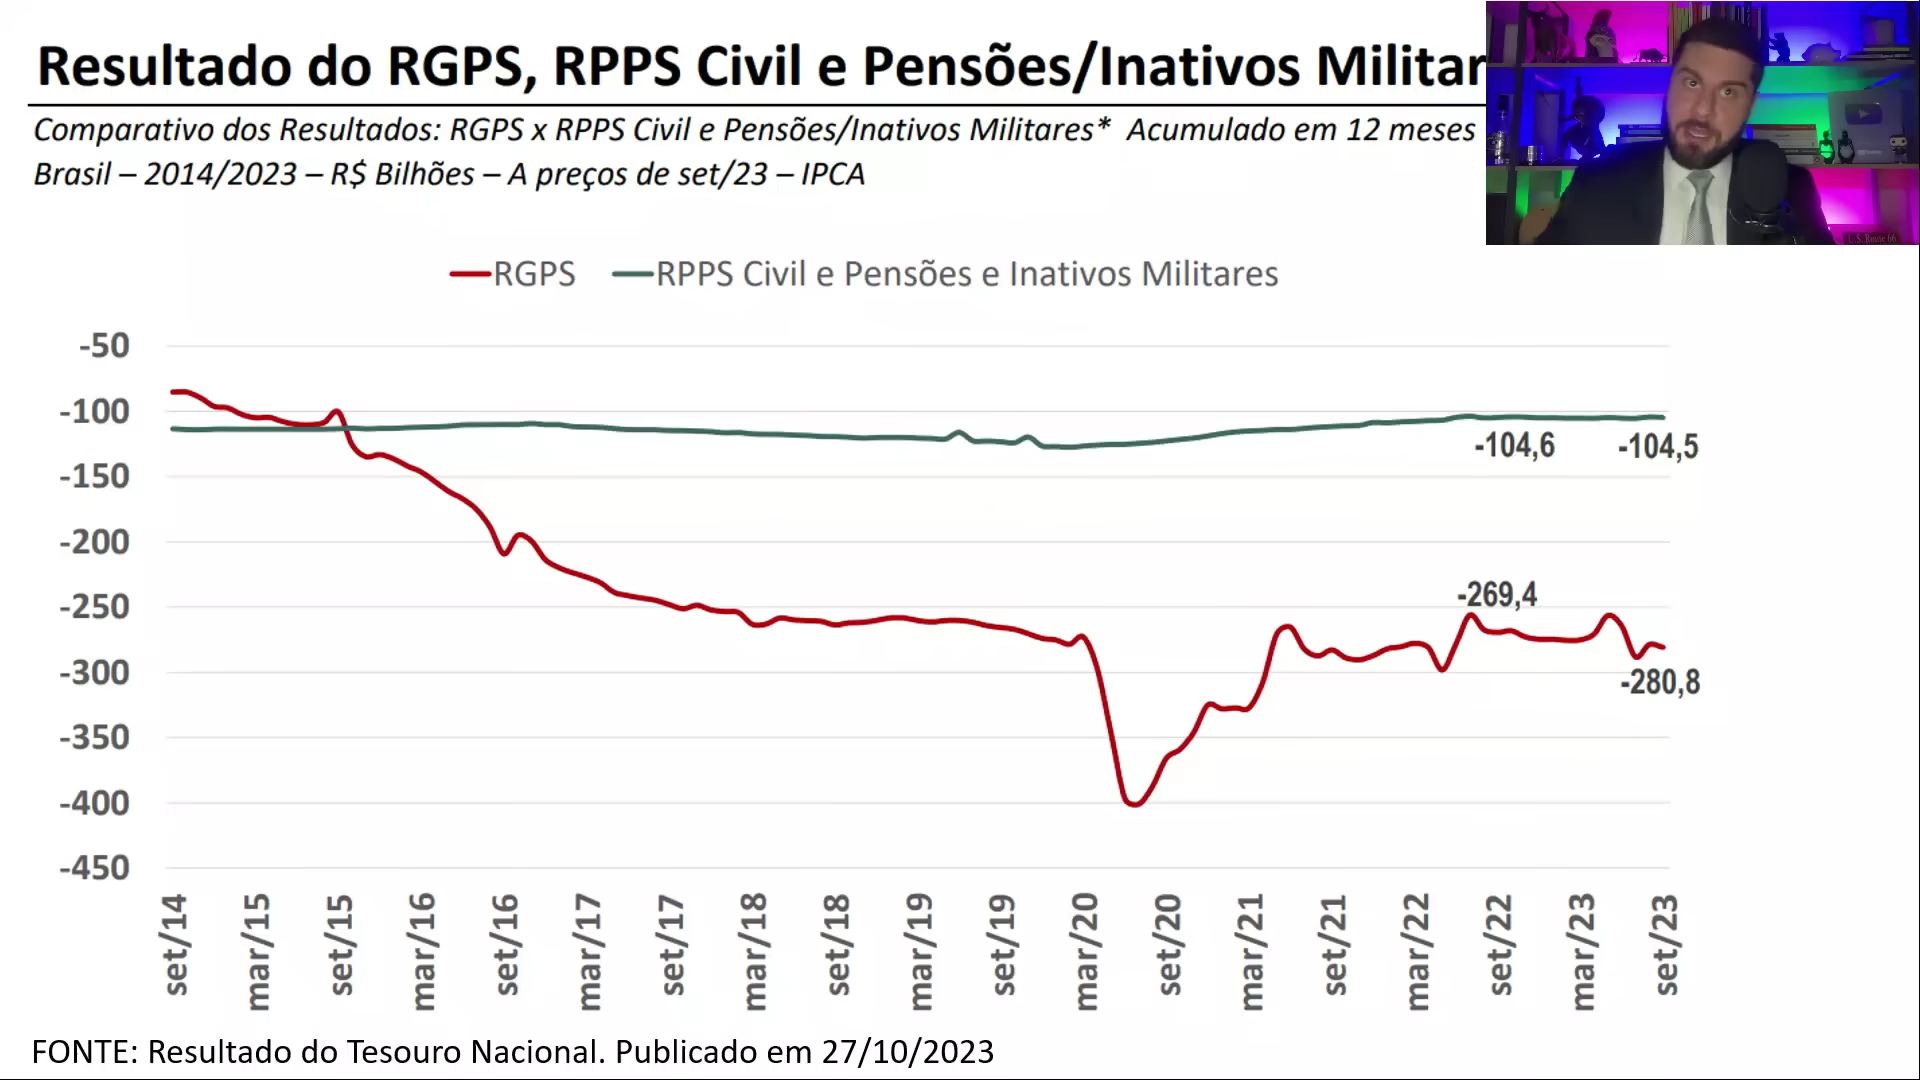 Resultado do RGPS, RPPS Civil e Pensões/Inativos Militar
Comparativo dos Resultados: RGPS x RPPS Civil e Pensões/Inativos Militares* Acumulado em 12 meses
Brasil – 2014/2023 – R$ Bilhões – A preços de set/23 – IPCA
RGPS
RPPS Civil e Pensões e Inativos Militares
-50
-100
-150
-200
-250
-300
-350
-400
-450
-104,6
-104,5
-269,4
-280,8
set/14
mar/15
set/15
mar/16
set/16
mar/17
set/17
mar/18
set/18
mar/19
set/19
mar/20
set/20
mar/21
set/21
mar/22
set/22
mar/23
set/23
FONTE: Resultado do Tesouro Nacional. Publicado em 27/10/2023